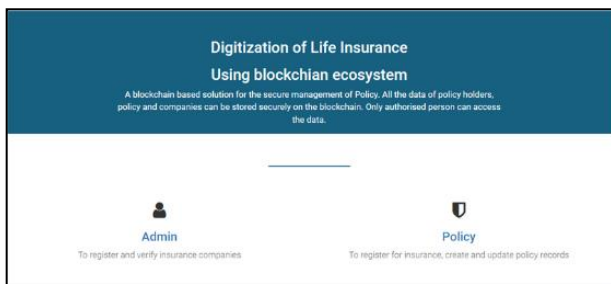 Digitization of Life Insurance
Using blockchian ecosystem
A blockchain based solution for the secure management of Policy. All the data of policy holders,
policy and companies can be stored securely on the blockchain. Only authorised person can access
the data.
Admin
Policy
To register and verify insurance companies
To register for insurance, create and update policy records